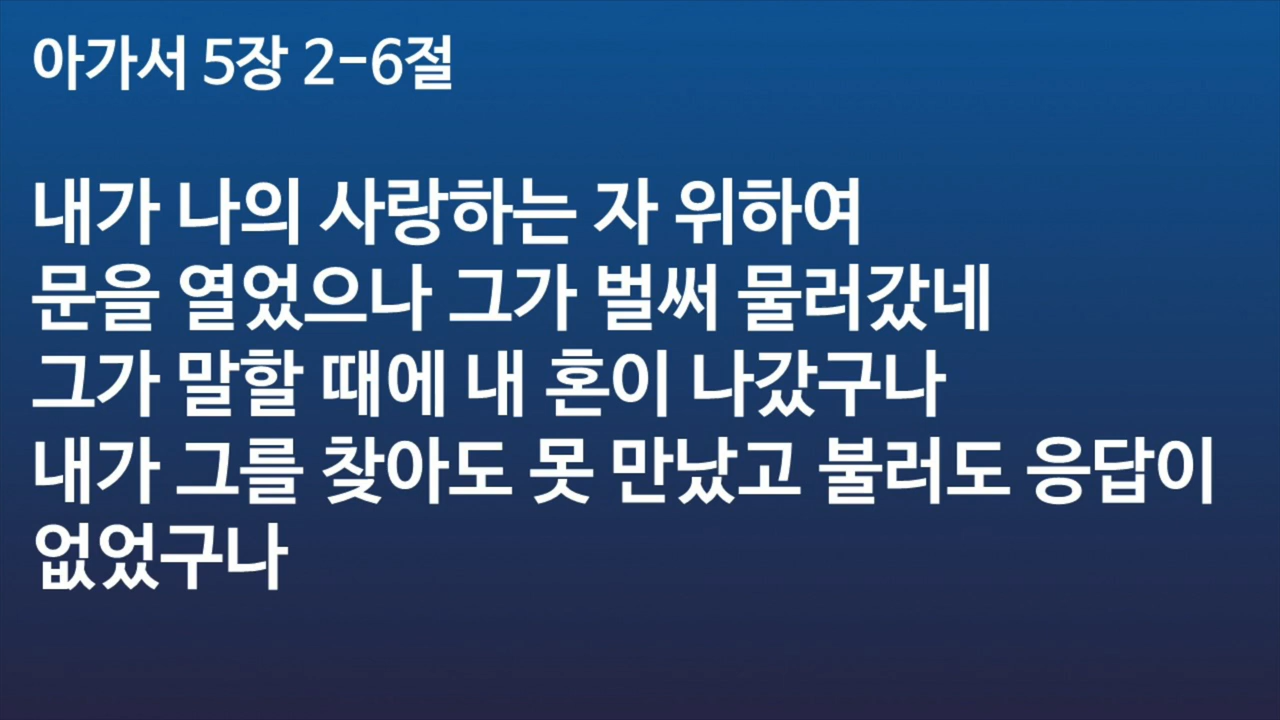 아가서 5장 2-6절
내가 나의 사랑하는 자 위하여
문을 열었으나 그가 벌써 물러갔네
그가 말할 때에 내 혼이 나갔구나
내가 그를 찾아도 못 만났고 불러도 응답이
없었구나